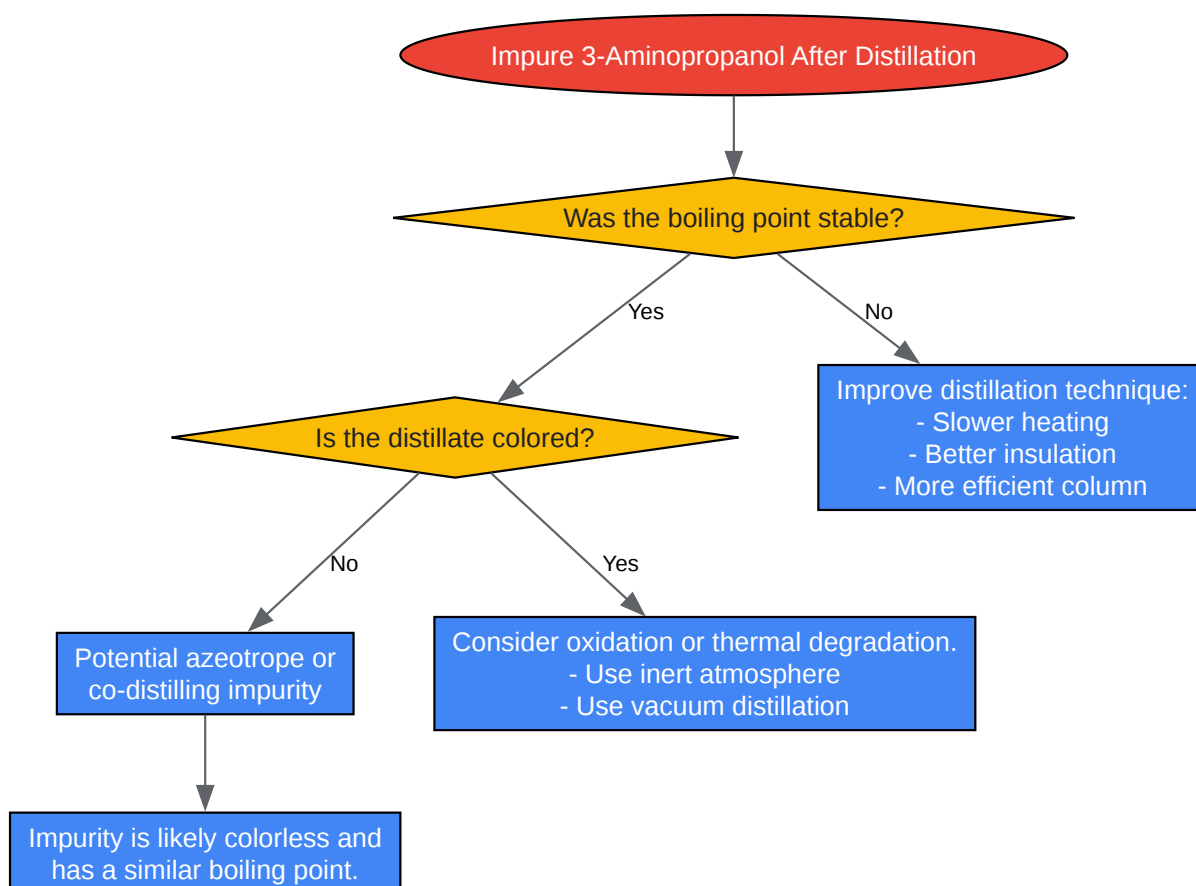 Impure 3-Aminopropanol After Distillation
Was the boiling point stable?
Yes
No
Improve distillation technique:
- Slower heating
- Better insulation
- More efficient column
Is the distillate colored?
No
Yes
Potential azeotrope or
co-distilling impurity
Consider oxidation or thermal degradation.
- Use inert atmosphere
- Use vacuum distillation
Impurity is likely colorless and
has a similar boiling point.